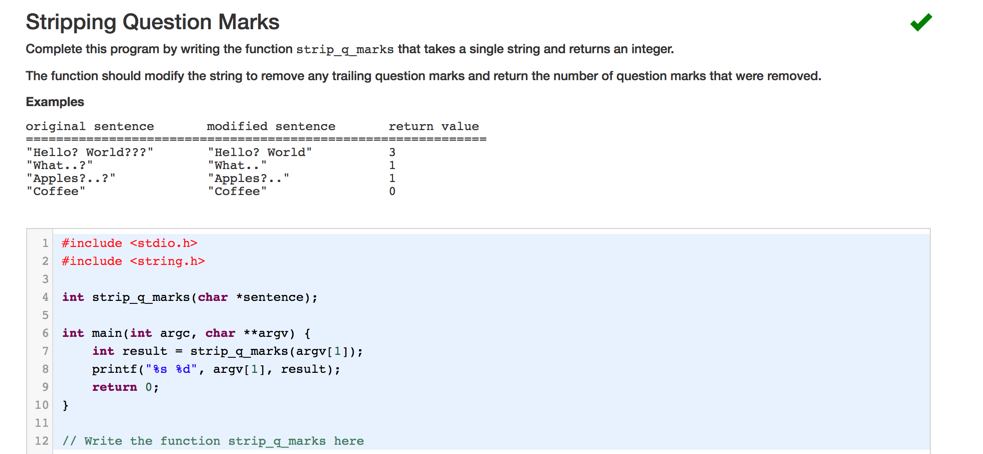 Stripping Question Marks
Complete this program by writing the function strip_q_marks that takes a single string and returns an integer.
The function should modify the string to remove any trailing question marks and return the number of question marks that were removed.
Examples
original sentence modified sentence return value
=============================================================
"Hello? World???" "Hello? World" 3
"What..?" "What.." 1
"Apples?..?" "Apples?.." 1
"Coffee" "Coffee" 0
1 #include <stdio.h>
2 #include <string.h>
3
4 int strip_q_marks(char *sentence);
5
6 int main(int argc, char **argv) {
7 int result = strip_q_marks(argv[1]);
8 printf("%s %d", argv[1], result);
9 return 0;
10 }
11
12 // Write the function strip_q_marks here